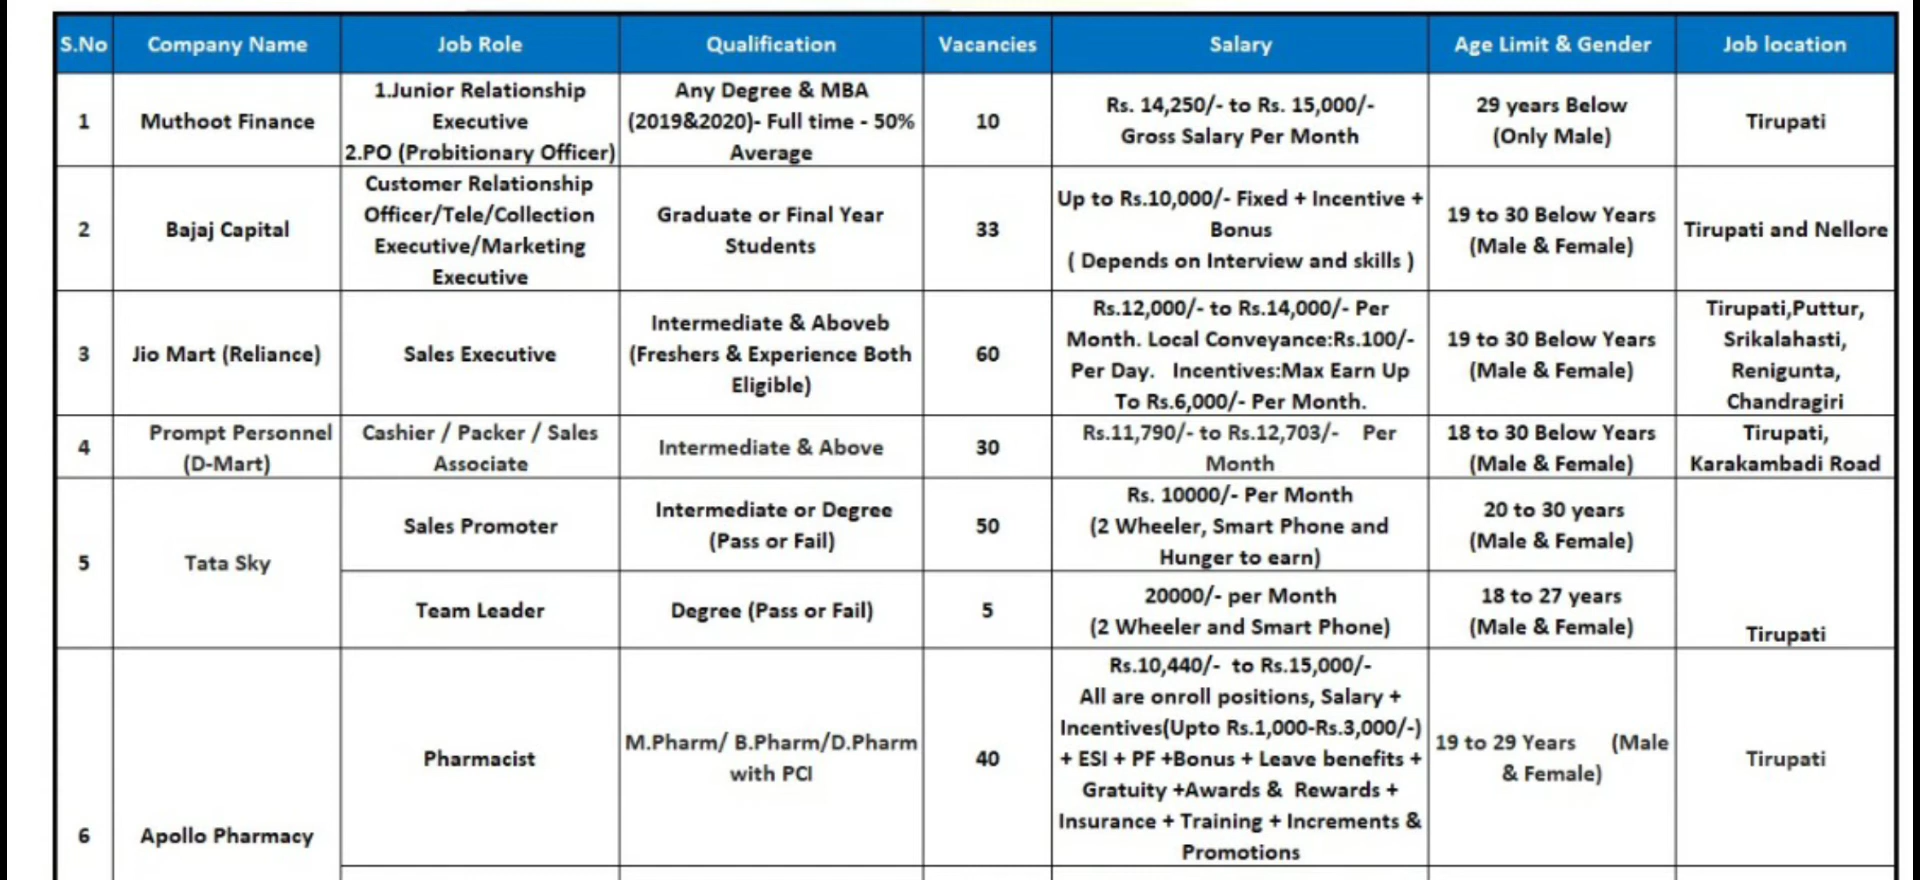 S.No Company Name Job Role Qualification Vacancies Salary Age Limit & Gender Job location
1 Muthoot Finance
1.Junior Relationship
Executive
2.PO (Probitionary Officer)
Any Degree & MBA
(2019&2020)- Full time - 50%
Average
10
Rs. 14,250/- to Rs. 15,000/-
Gross Salary Per Month
29 years Below
(Only Male)
Tirupati
2 Bajaj Capital
Customer Relationship
Officer/Tele/Collection
Executive/Marketing
Executive
Graduate or Final Year
Students
33
Up to Rs.10,000/- Fixed + Incentive +
Bonus
( Depends on Interview and skills )
19 to 30 Below Years
(Male & Female)
Tirupati and Nellore
3 Jio Mart (Reliance)
Sales Executive
Intermediate & Aboveb
(Freshers & Experience Both
Eligible)
60
Rs.12,000/- to Rs.14,000/- Per
Month. Local Conveyance:Rs.100/-
Per Day. Incentives:Max Earn Up
To Rs.6,000/- Per Month.
19 to 30 Below Years
(Male & Female)
Tirupati,Puttur,
Srikalahasti,
Renigunta,
Chandragiri
4
Prompt Personnel
(D-Mart)
Cashier / Packer / Sales
Associate
Intermediate & Above
30
Rs.11,790/- to Rs.12,703/- Per
Month
18 to 30 Below Years
(Male & Female)
Tirupati,
Karakambadi Road
5 Tata Sky
Sales Promoter
Intermediate or Degree
(Pass or Fail)
50
Rs. 10000/- Per Month
(2 Wheeler, Smart Phone and
Hunger to earn)
20 to 30 years
(Male & Female)
Team Leader
Degree (Pass or Fail)
5
20000/- per Month
(2 Wheeler and Smart Phone)
18 to 27 years
(Male & Female)
Tirupati
6 Apollo Pharmacy
Pharmacist
M.Pharm/ B.Pharm/D.Pharm
with PCI
40
Rs.10,440/- to Rs.15,000/-
All are onroll positions, Salary +
Incentives(Upto Rs.1,000-Rs.3,000/-)
+ ESI + PF +Bonus + Leave benefits +
Gratuity +Awards & Rewards +
Insurance + Training + Increments &
Promotions
19 to 29 Years (Male
& Female)
Tirupati